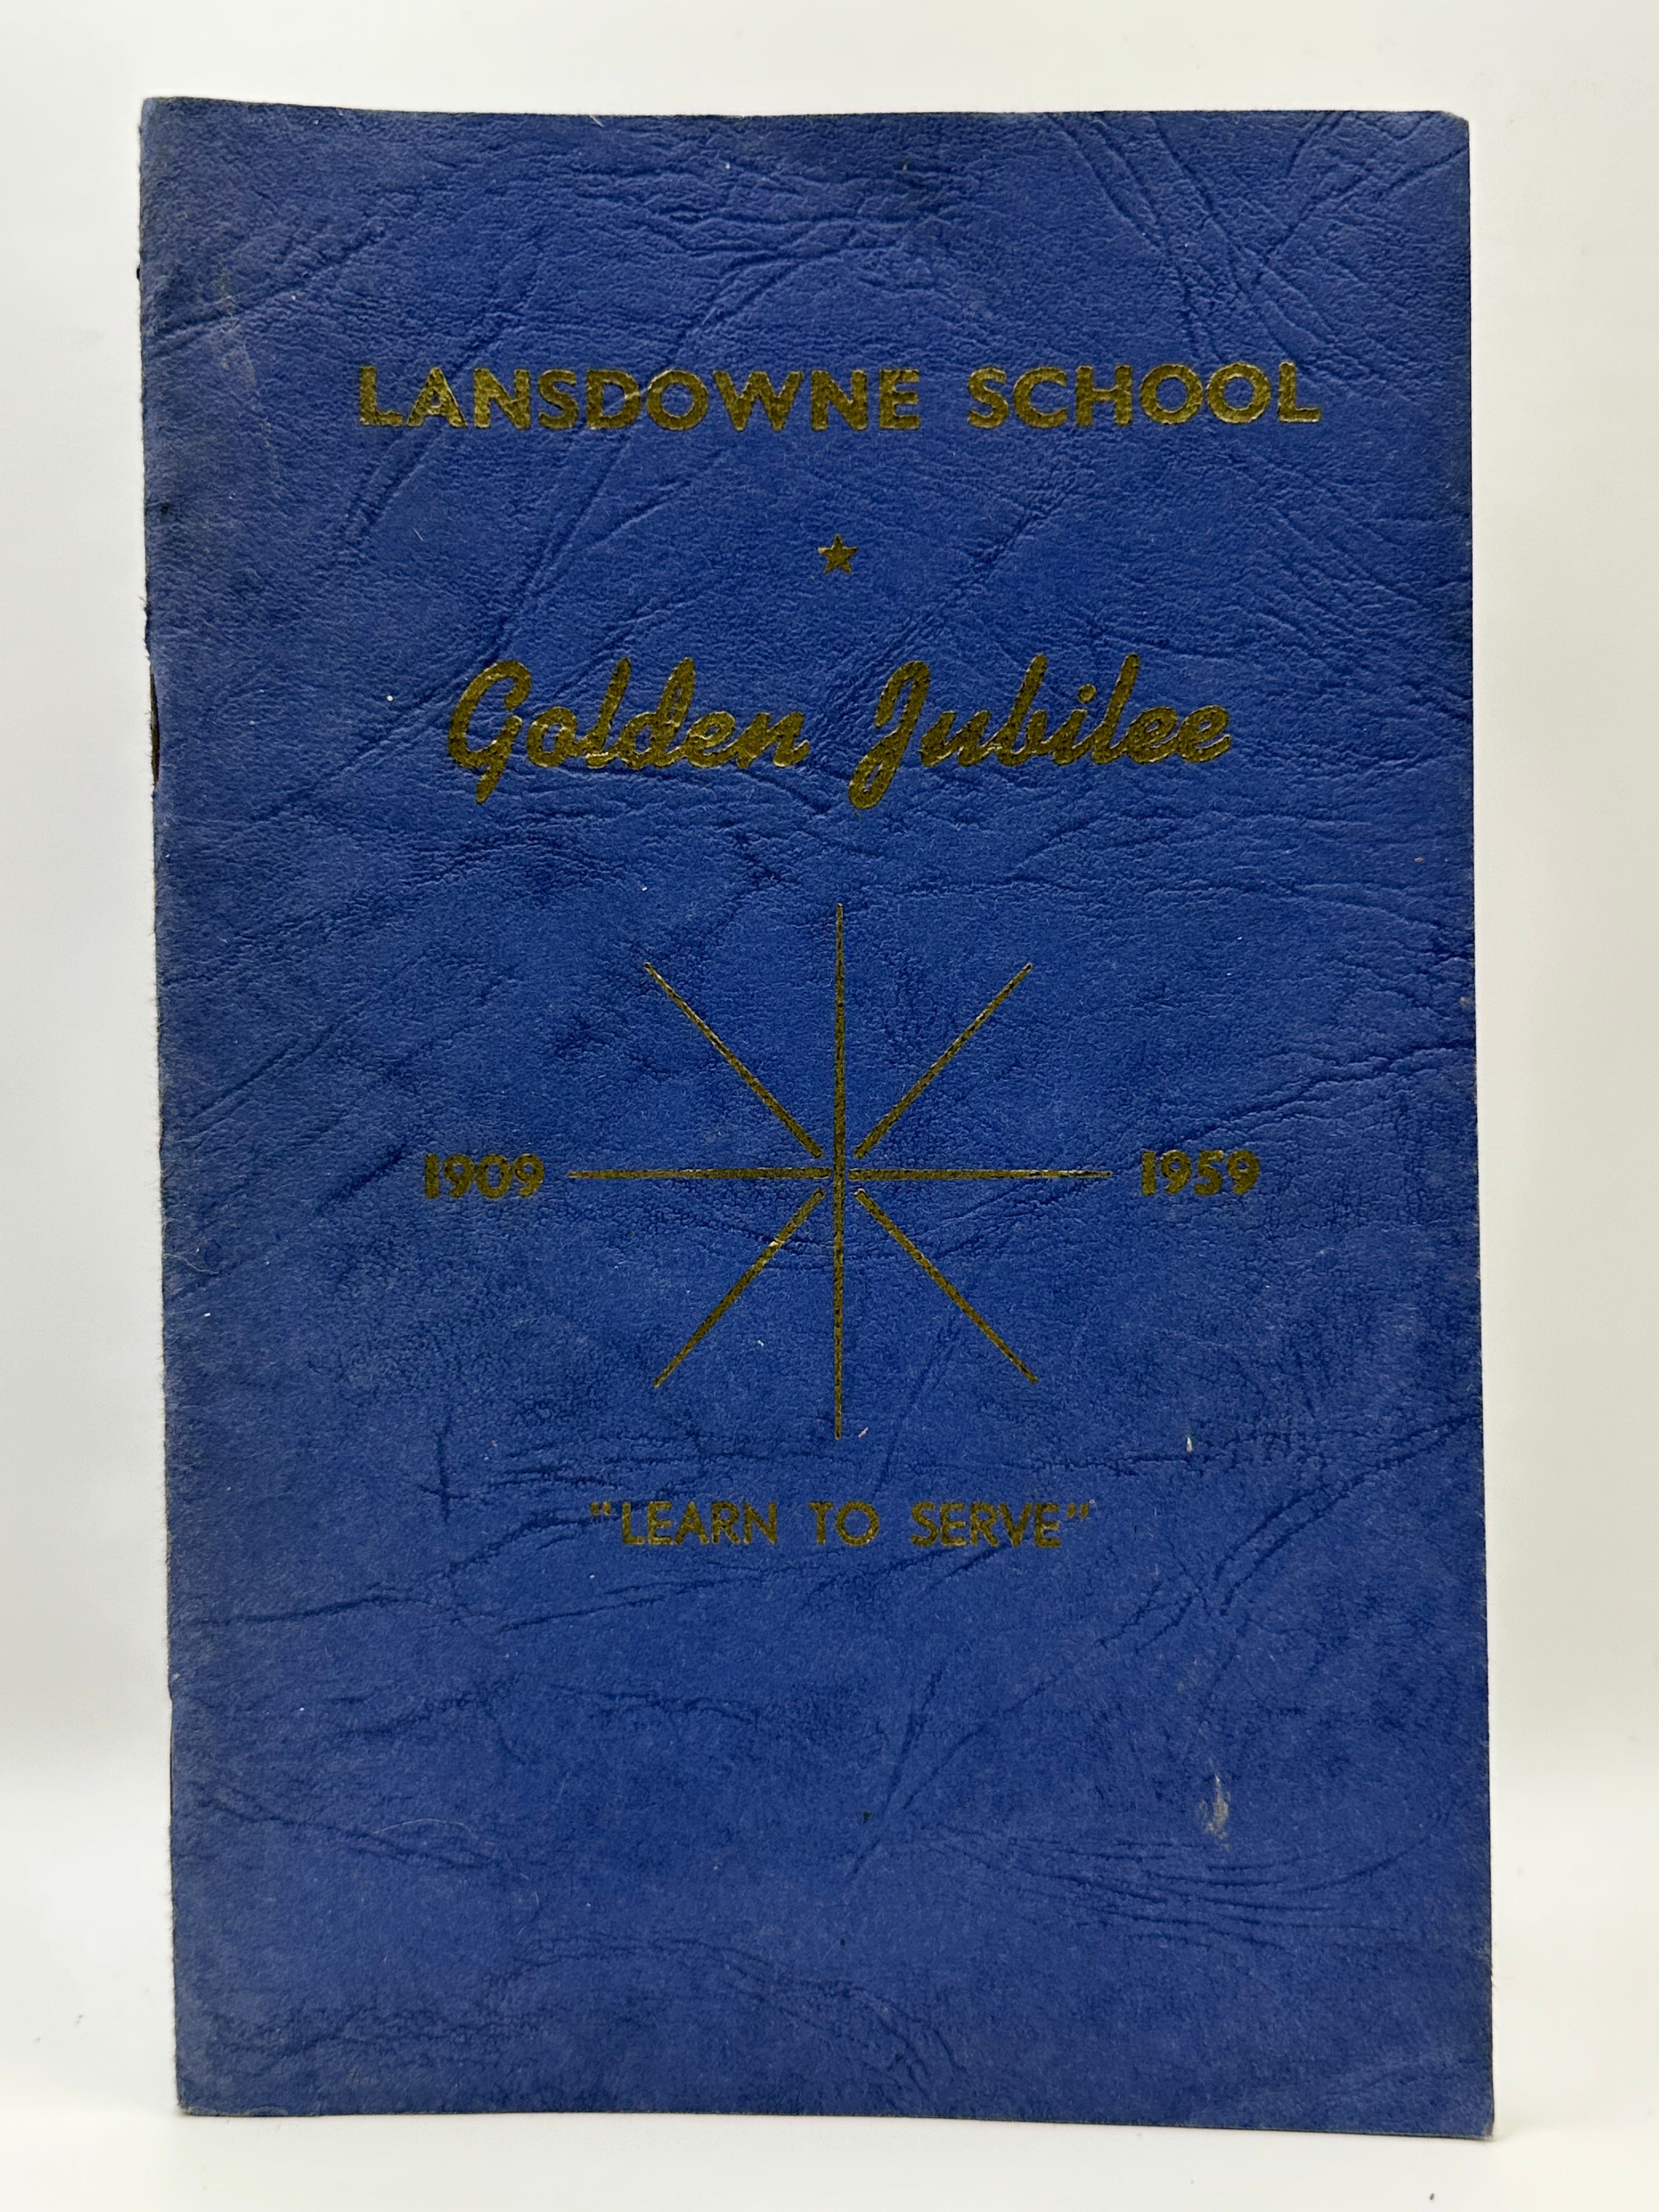 LANSDOWNE SCHOOL
Golden Jubilee
1909 1959
"LEARN TO SERVE"